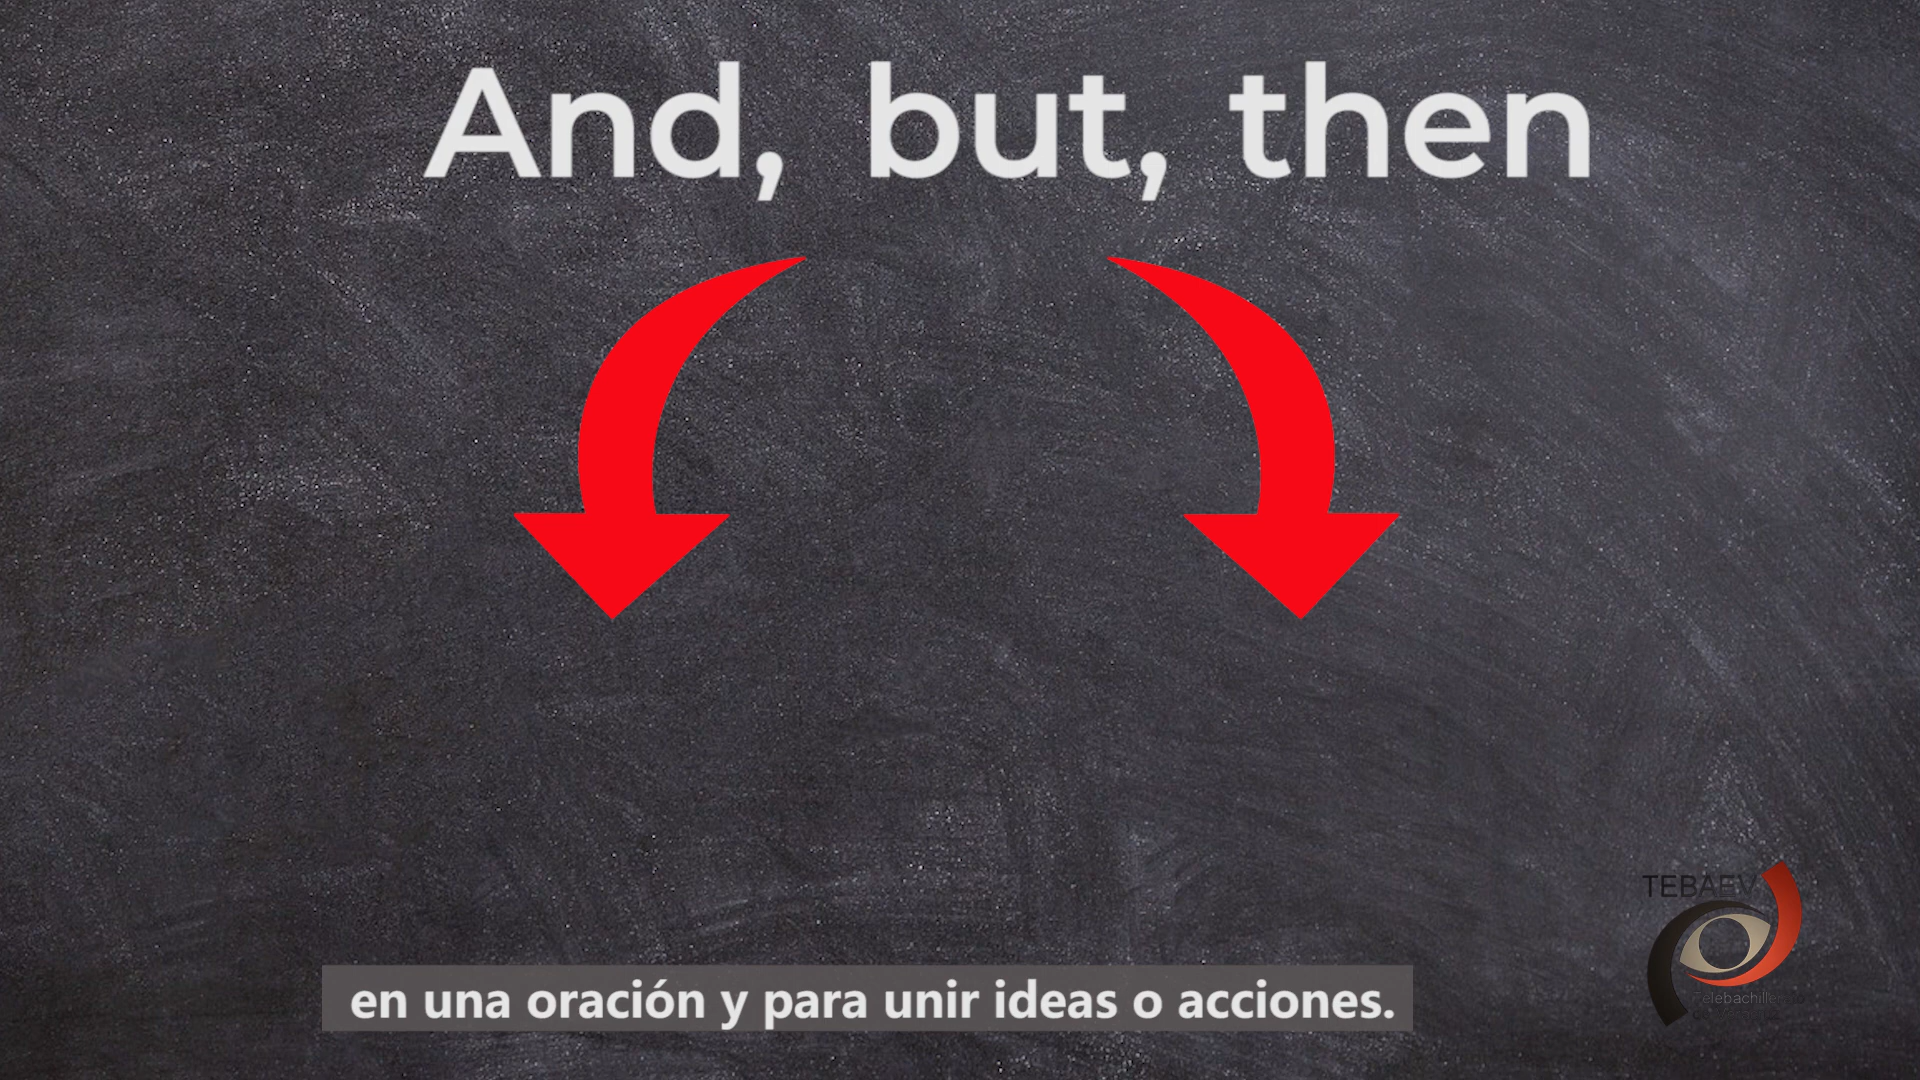 And, but, then
TEBAEV
en una oración y para unir ideas o acciones.